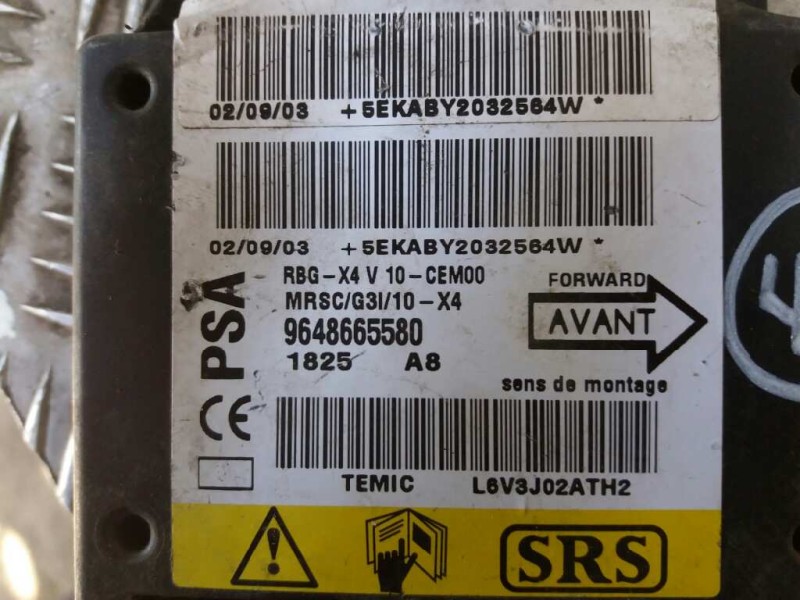 02/09/03 +5EKABY2032564W *
02/09/03 +5EKABY2032564W *
PSA
RBG-X4 V 10-CEM00
MRSC/G3I/10-X4
9648665580
1825 A8
FORWARD
AVANT
sens de montage
CE
TEMIC L6V3J02ATH2
SRS
4